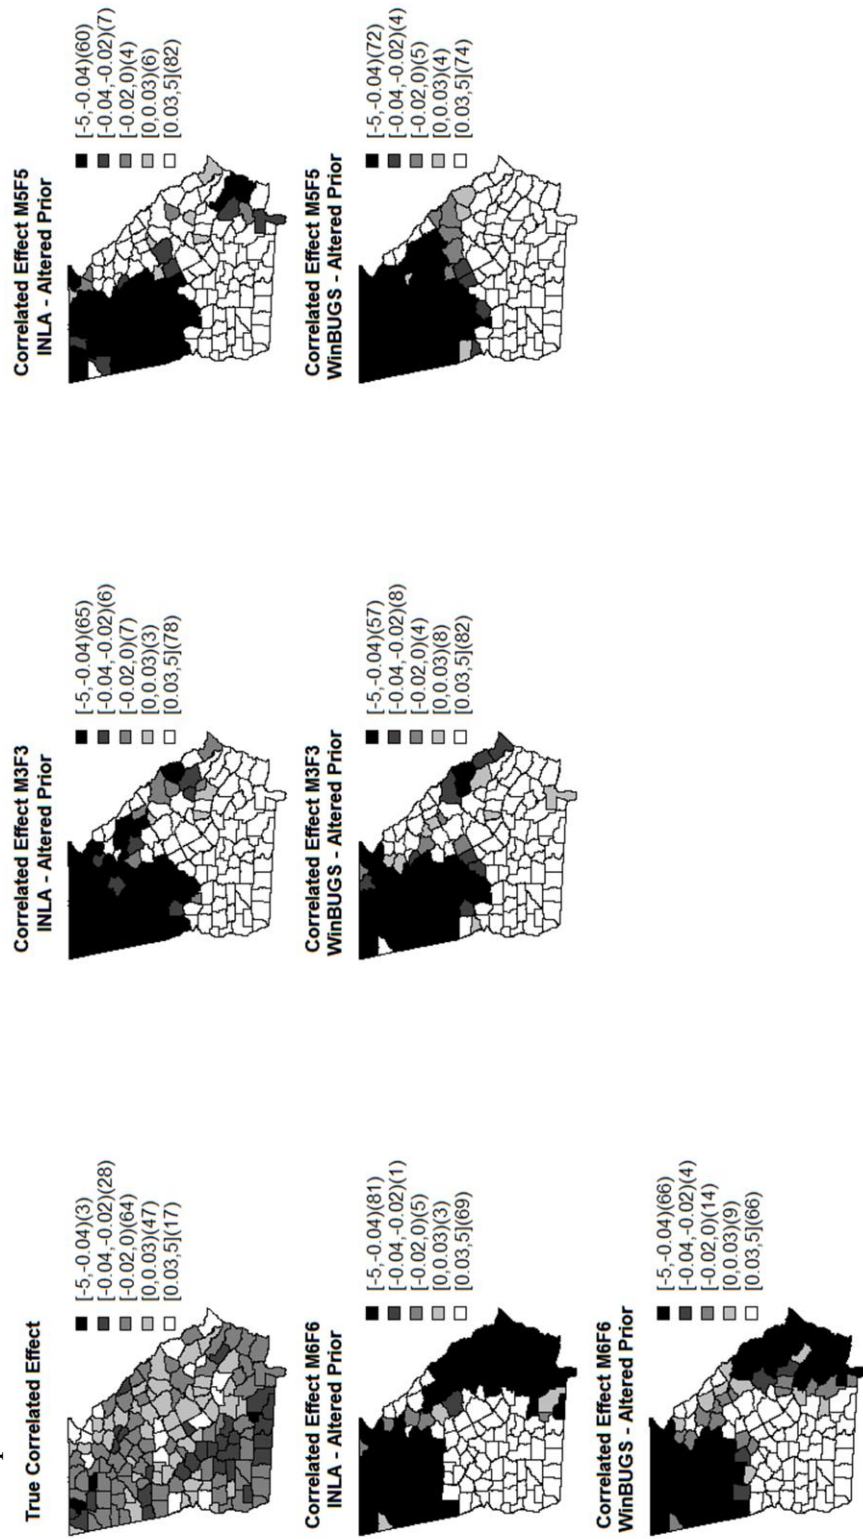 True Correlated Effect
[-5,-0.04)(3)
[-0.04,-0.02)(28)
[-0.02,0)(64)
[0,0.03)(47)
[0.03,5](17)
Correlated Effect M3F3
INLA - Altered Prior
[-5,-0.04)(65)
[-0.04,-0.02)(6)
[-0.02,0)(7)
[0,0.03)(3)
[0.03,5](78)
Correlated Effect M5F5
INLA - Altered Prior
[-5,-0.04)(60)
[-0.04,-0.02)(7)
[-0.02,0)(4)
[0,0.03)(6)
[0.03,5](82)
Correlated Effect M6F6
INLA - Altered Prior
[-5,-0.04)(81)
[-0.04,-0.02)(1)
[-0.02,0)(5)
[0,0.03)(3)
[0.03,5](69)
Correlated Effect M3F3
WinBUGS - Altered Prior
[-5,-0.04)(57)
[-0.04,-0.02)(8)
[-0.02,0)(4)
[0,0.03)(8)
[0.03,5](82)
Correlated Effect M5F5
WinBUGS - Altered Prior
[-5,-0.04)(72)
[-0.04,-0.02)(4)
[-0.02,0)(5)
[0,0.03)(4)
[0.03,5](74)
Correlated Effect M6F6
WinBUGS - Altered Prior
[-5,-0.04)(66)
[-0.04,-0.02)(4)
[-0.02,0)(14)
[0,0.03)(9)
[0.03,5](66)